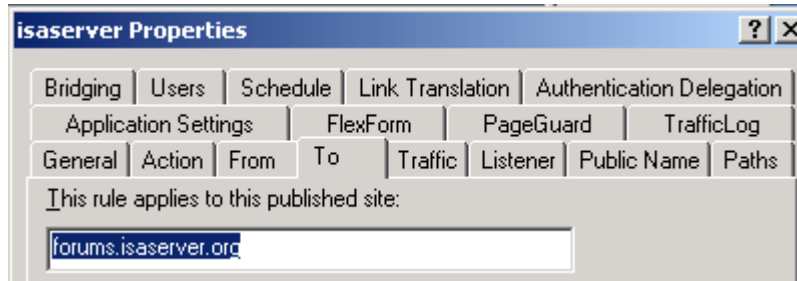 isaserver Properties ? X
Bridging Users Schedule Link Translation Authentication Delegation
Application Settings FlexForm PageGuard TrafficLog
General Action From To Traffic Listener Public Name Paths
This rule applies to this published site:
forums.isaserver.org